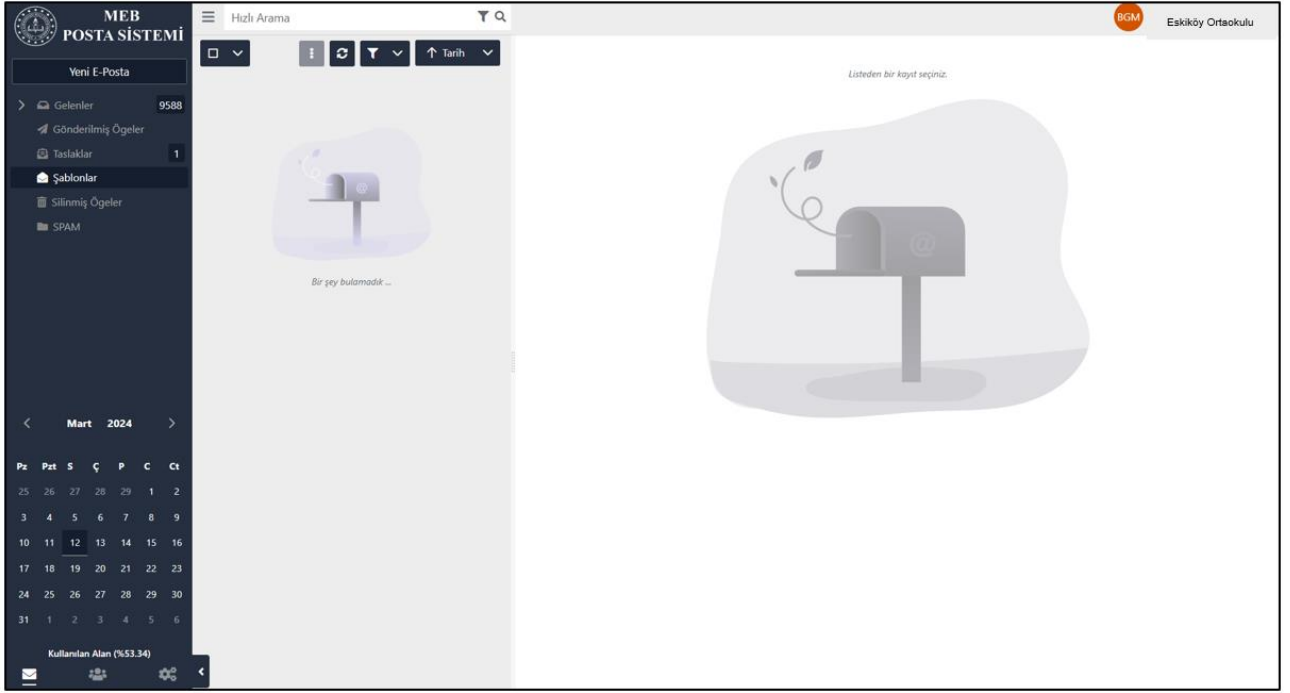 MEB
POSTA SİSTEMİ
Yeni E-Posta
Gelenler 9588
Gönderilmiş Ögeler
Taslaklar 1
Şablonlar
Silinmiş Ögeler
SPAM
Mart 2024
Pz Pzt S Ç P C Ct
25 26 27 28 29 1 2
3 4 5 6 7 8 9
10 11 12 13 14 15 16
17 18 19 20 21 22 23
24 25 26 27 28 29 30
31 1 2 3 4 5 6
Kullanılan Alan (%53.34)
Hızlı Arama
Tarih
@
Bir şey bulamadık ...
BGM Eskiköy Ortaokulu
Listeden bir kayıt seçiniz.
@